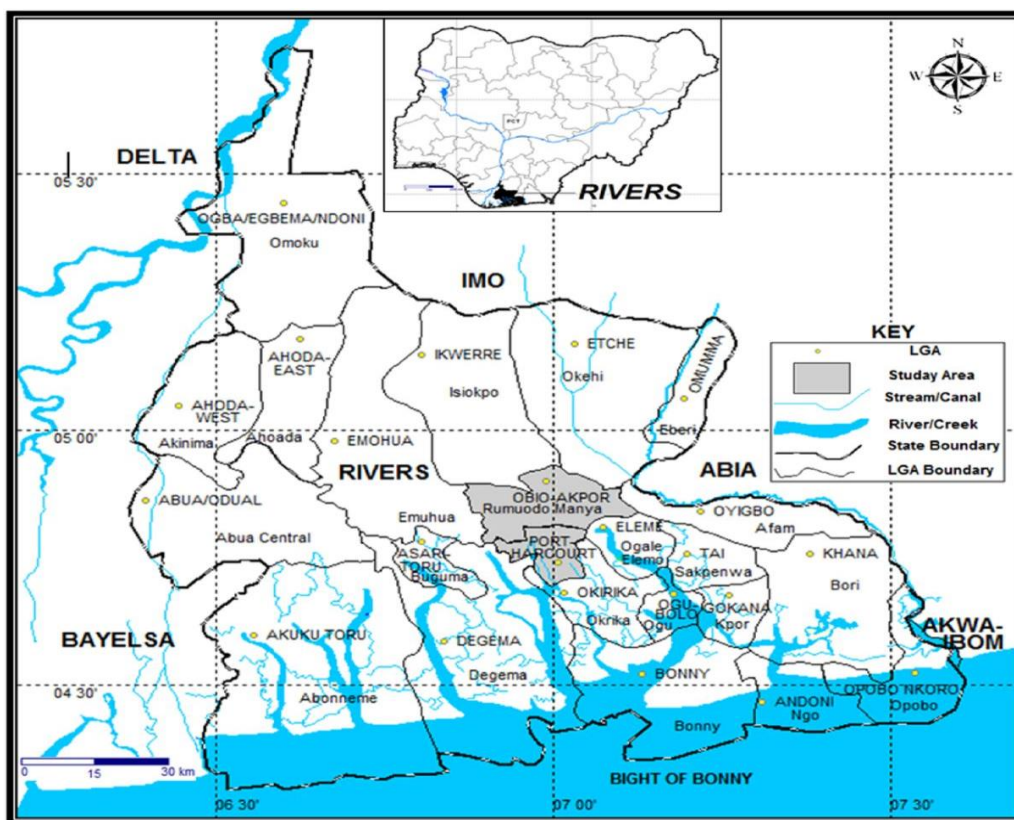 FCT
RIVERS
N
W
E
S
DELTA
05 30'
OGBA/EGBEMA/NDONI
Omoku
IMO
KEY
LGA
Studay Area
Stream/Canal
River/Creek
State Boundary
LGA Boundary
AHODA-
EAST
IKWERRE
Isiokpo
ETCHE
Okehi
OMUMMA
Eberi
AHODA-
WEST
Akinima
Ahoada
05 00'
EMOHUA
RIVERS
ABIA
ABUA/ODUAL
Abua Central
OBIO-AKPOR
Rumuodo Manya
OYIGBO
Afam
Emuhua
ASARI-
TORU
Buguma
PORT
HARCOURT
ELEME
Ogale
Elemo
TAI
Sakpenwa
KHANA
Bori
OKIRIKA
Okrika
OGU-
BOLO
Ogu
GOKANA
Kpor
BAYELSA
AKUKU TORU
Abonneme
DEGEMA
Degema
AKWA-
IBOM
04 30'
BONNY
Bonny
ANDONI
Ngo
OPOBO NKORO
Opobo
0 15 30 km
BIGHT OF BONNY
06 30'
07 00'
07 30'